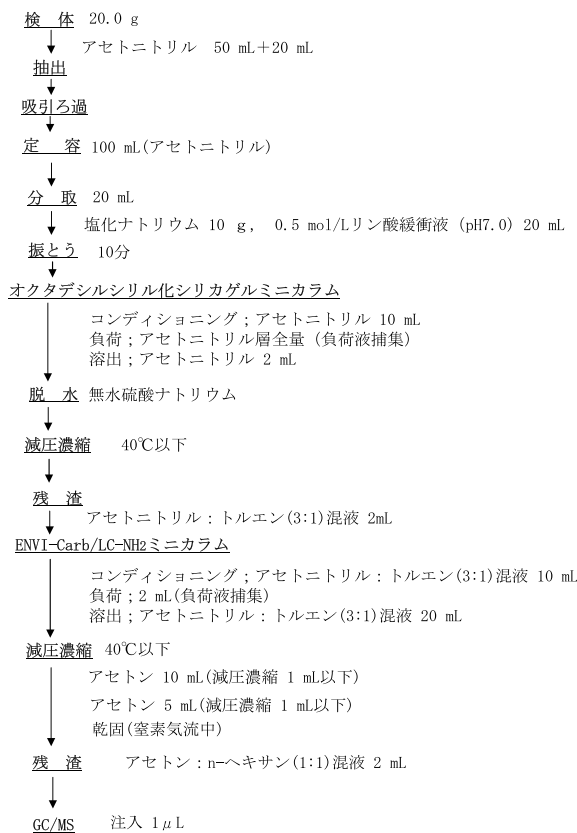 検 体 20.0 g
アセトニトリル 50 mL＋20 mL
抽出
吸引ろ過
定 容 100 mL(アセトニトリル)
分 取 20 mL
塩化ナトリウム 10 g, 0.5 mol/Lリン酸緩衝液 (pH7.0) 20 mL
振とう 10分
オクタデシルシリル化シリカゲルミニカラム
コンディショニング；アセトニトリル 10 mL
負荷；アセトニトリル層全量 (負荷液捕集)
溶出；アセトニトリル 2 mL
脱 水 無水硫酸ナトリウム
減圧濃縮 40℃以下
残 渣
アセトニトリル：トルエン(3:1)混液 2mL
ENVI-Carb/LC-NH2ミニカラム
コンディショニング；アセトニトリル：トルエン(3:1)混液 10 mL
負荷；2 mL(負荷液捕集)
溶出；アセトニトリル：トルエン(3:1)混液 20 mL
減圧濃縮 40℃以下
アセトン 10 mL(減圧濃縮 1 mL以下)
アセトン 5 mL(減圧濃縮 1 mL以下)
乾固(窒素気流中)
残 渣 アセトン：n-ヘキサン(1:1)混液 2 mL
GC/MS 注入 1μL